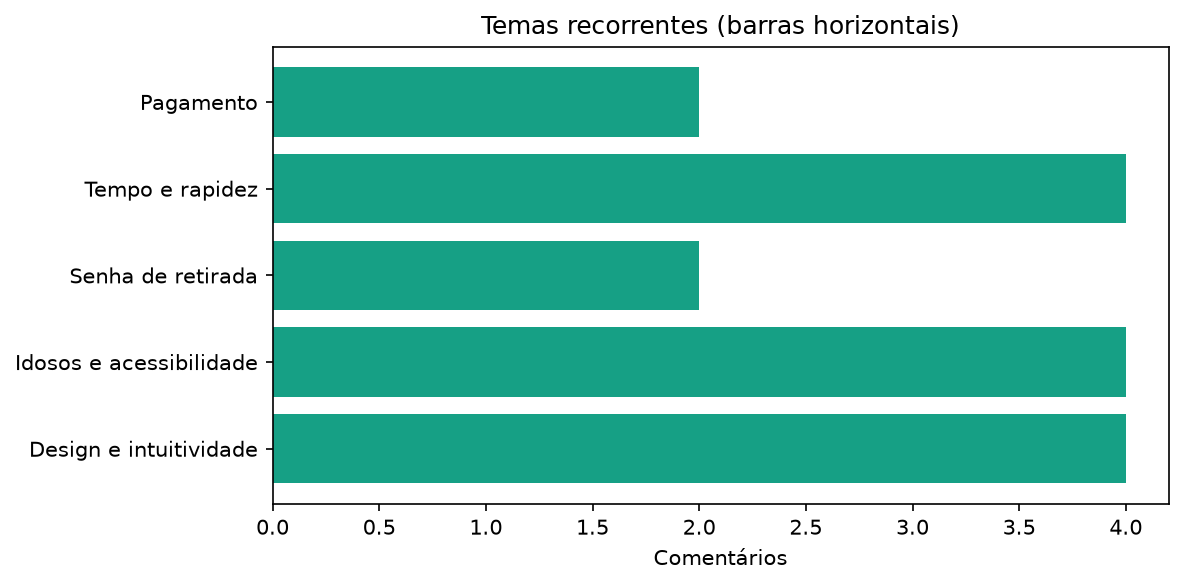 Temas recorrentes (barras horizontais)
Pagamento
Tempo e rapidez
Senha de retirada
Idosos e acessibilidade
Design e intuitividade
0.0 0.5 1.0 1.5 2.0 2.5 3.0 3.5 4.0
Comentários